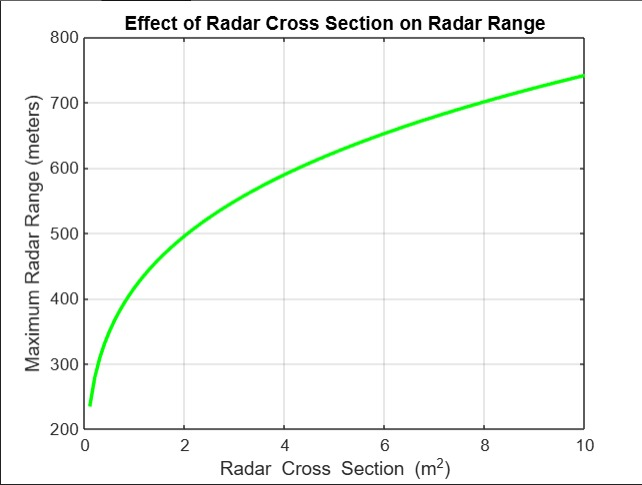 Effect of Radar Cross Section on Radar Range
800
700
600
500
400
300
200
Maximum Radar Range (meters)
0 2 4 6 8 10
Radar Cross Section (m²)